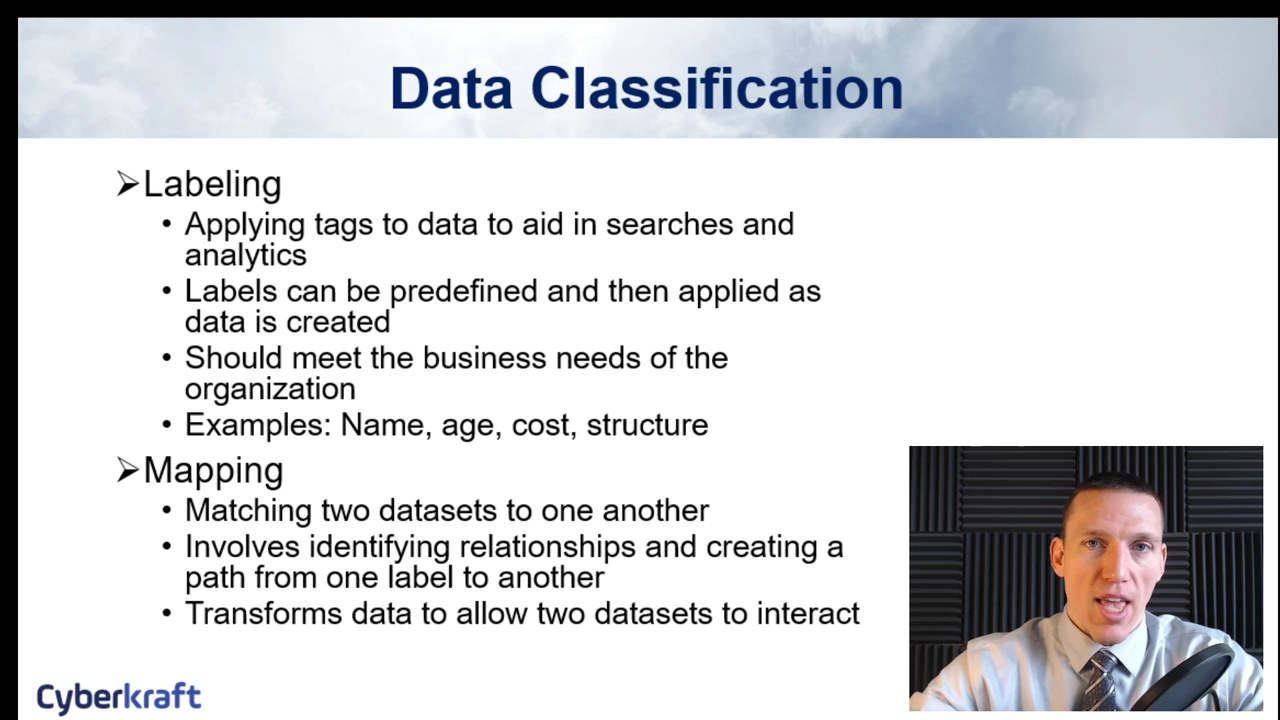 Data Classification
➢Labeling
• Applying tags to data to aid in searches and
analytics
• Labels can be predefined and then applied as
data is created
• Should meet the business needs of the
organization
• Examples: Name, age, cost, structure
➢Mapping
• Matching two datasets to one another
• Involves identifying relationships and creating a
path from one label to another
• Transforms data to allow two datasets to interact
Cyberkraft